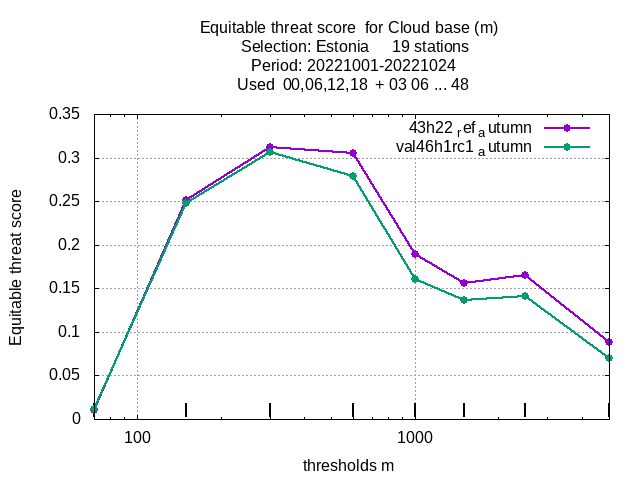 Equitable threat score  for Cloud base (m)
Selection: Estonia     19 stations
Period: 20221001-20221024
Used  00,06,12,18  + 03 06 ... 48
43h22 ref autumn
val46h1rc1 autumn
0.35
0.3
0.25
0.2
0.15
0.1
0.05
0
Equitable threat score
100
1000
thresholds m